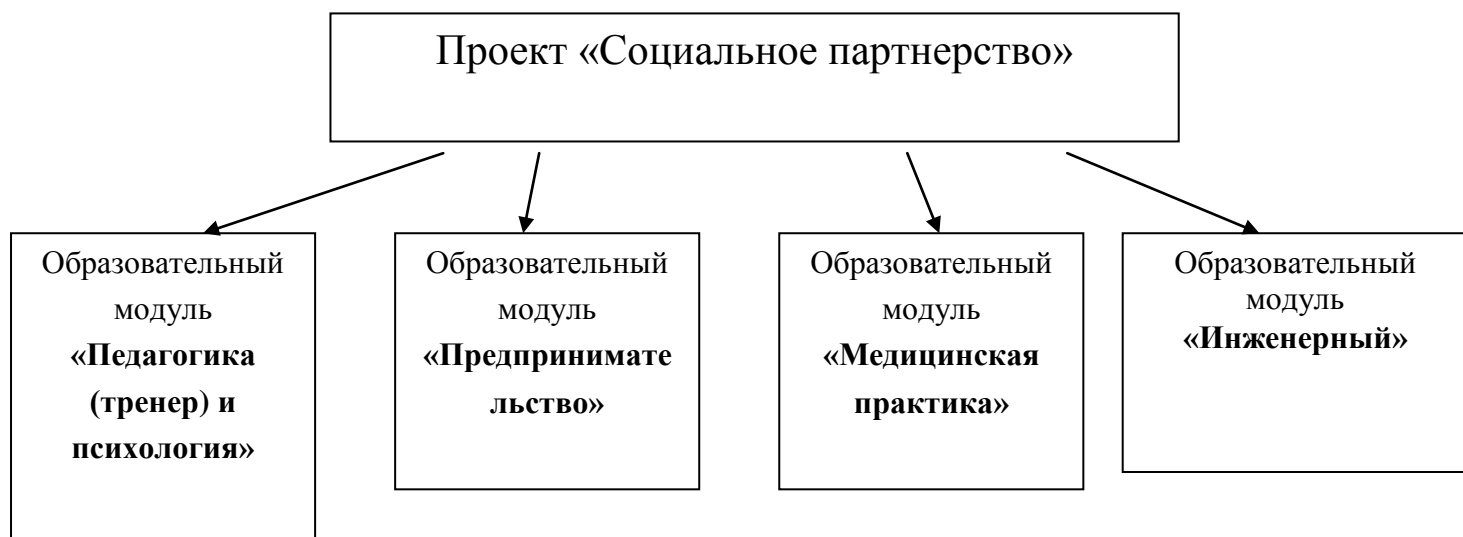 Проект «Социальное партнерство»
Образовательный
модуль
«Педагогика
(тренер) и
психология»
Образовательный
модуль
«Предпринимате
льство»
Образовательный
модуль
«Медицинская
практика»
Образовательный
модуль
«Инженерный»